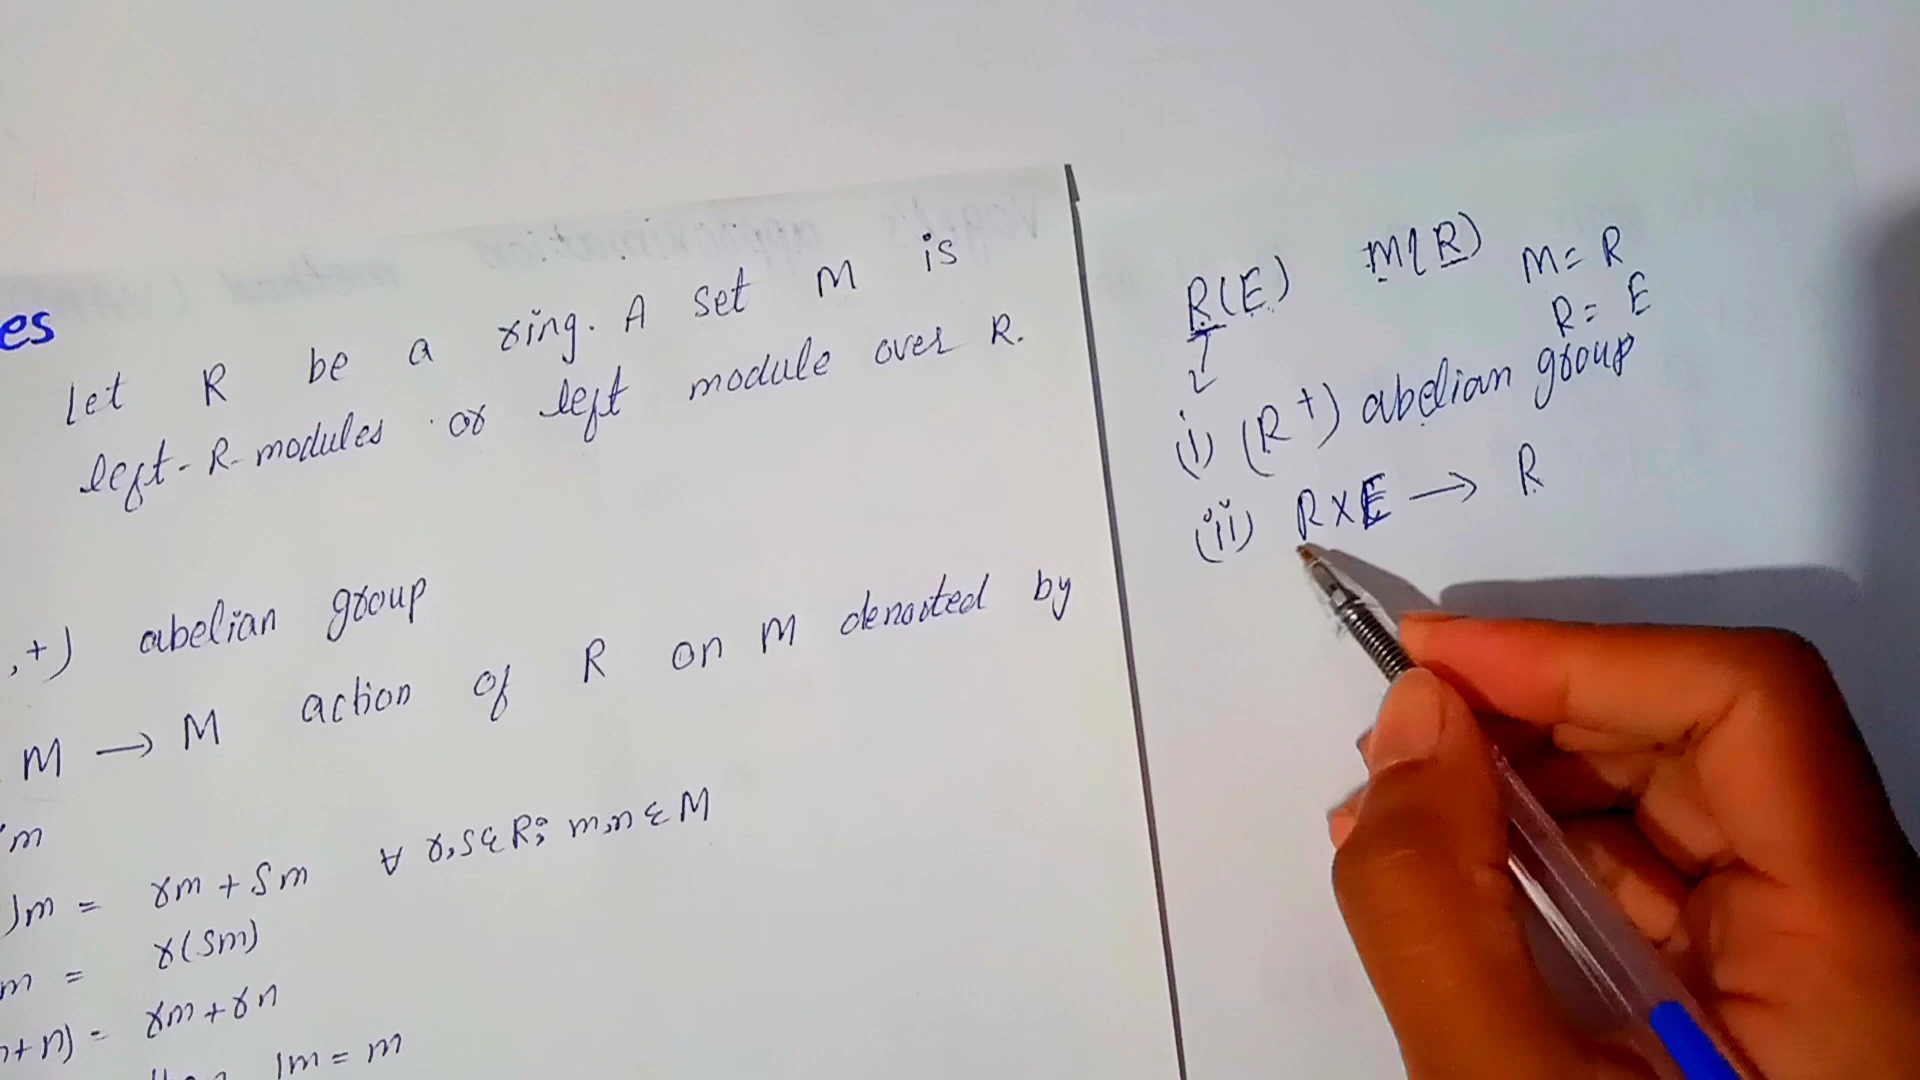 es
Let R be a ring. A set M is
left-R-modules or left module over R.
,+) abelian group
M → M action of R on M denoted by
m
)m = rm + sm ∀ r,s∈R; m,n ∈ M
m = r(sm)
+n) = rm + rn
1m = m
R(E) M(R) M = R
R = E
(i) (R +) abelian group
(ii) R×E → R